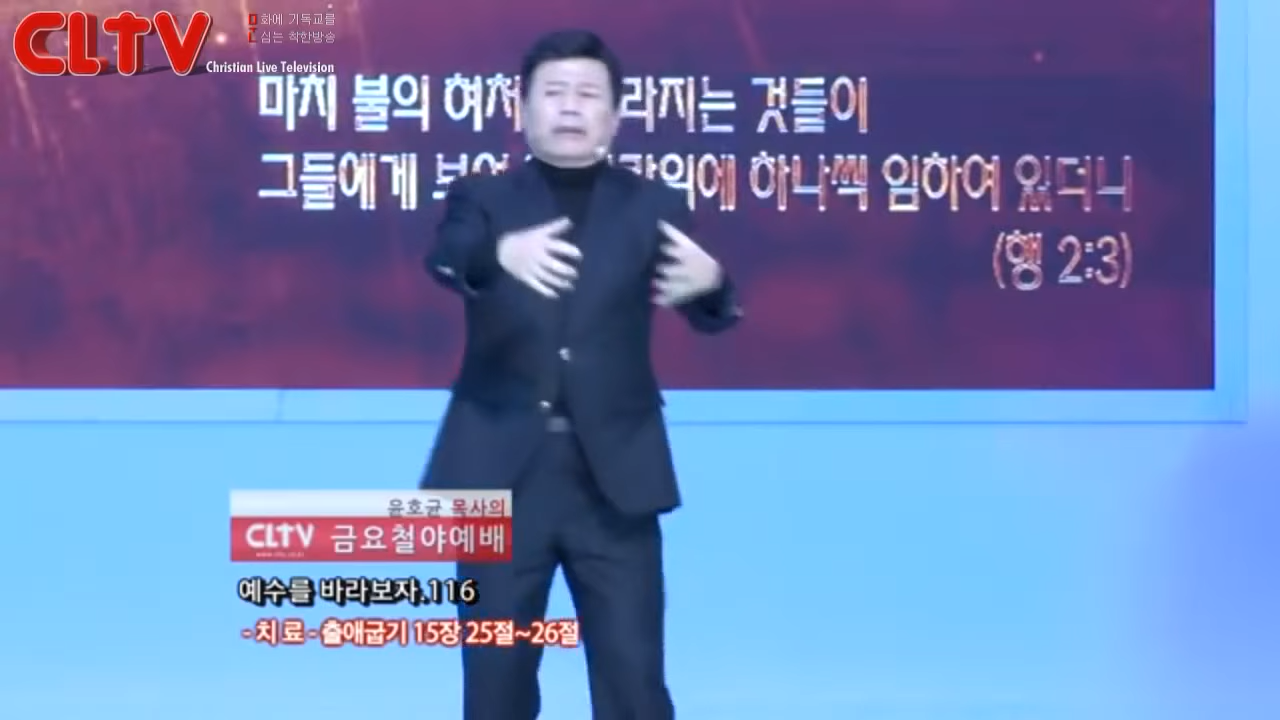 CLTV
화에 기독교를
심는 착한방송
Christian Live Television
마치 불의 혀처 라지는 것들이
그들에게 보여 람위에 하나씩 임하여 있더니
(행 2:3)
윤호균 목사의
CLTV 금요철야예배
예수를 바라보자.116
- 치 료 - 출애굽기 15장 25절~26절